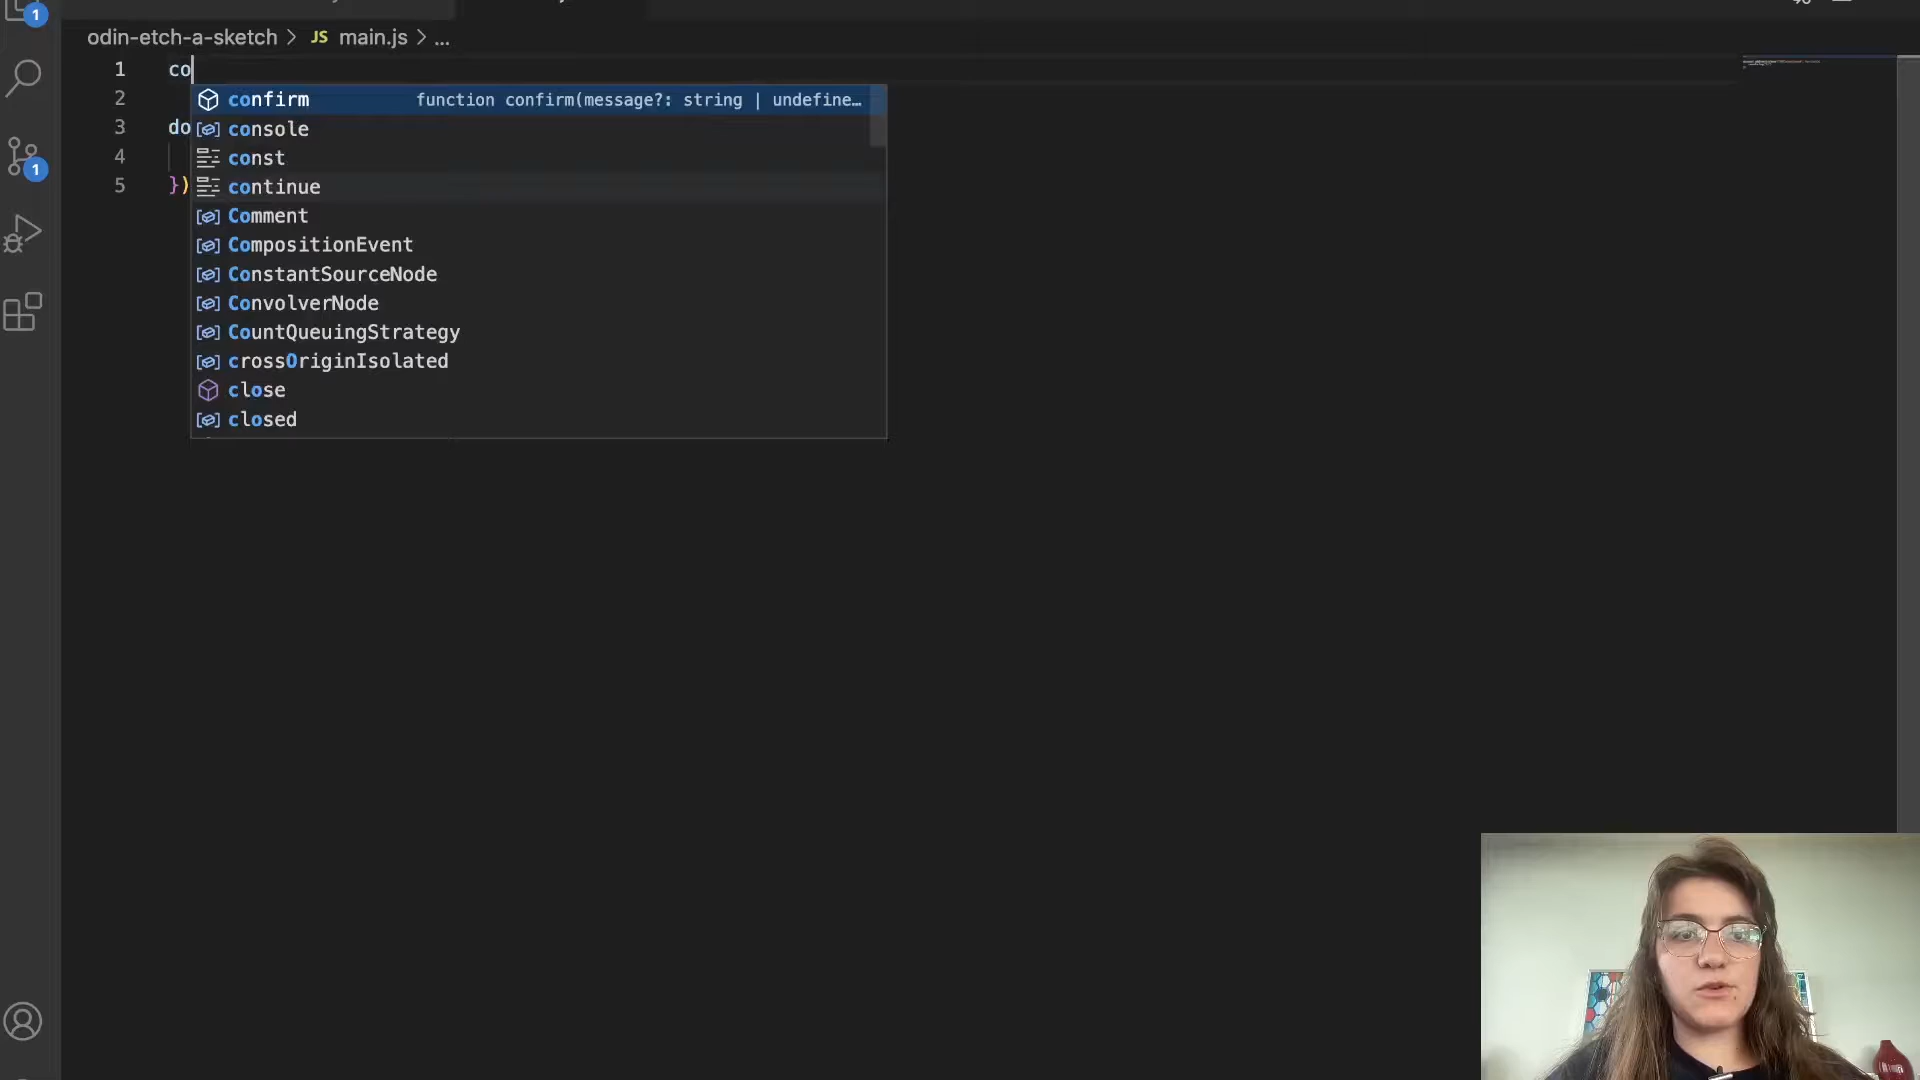 1
odin-etch-a-sketch > JS main.js > ...
1 co
2
confirm function confirm(message?: string | undefine…
3 do
console
1
4
const
5 })
continue
Comment
CompositionEvent
ConstantSourceNode
ConvolverNode
CountQueuingStrategy
crossOriginIsolated
close
closed